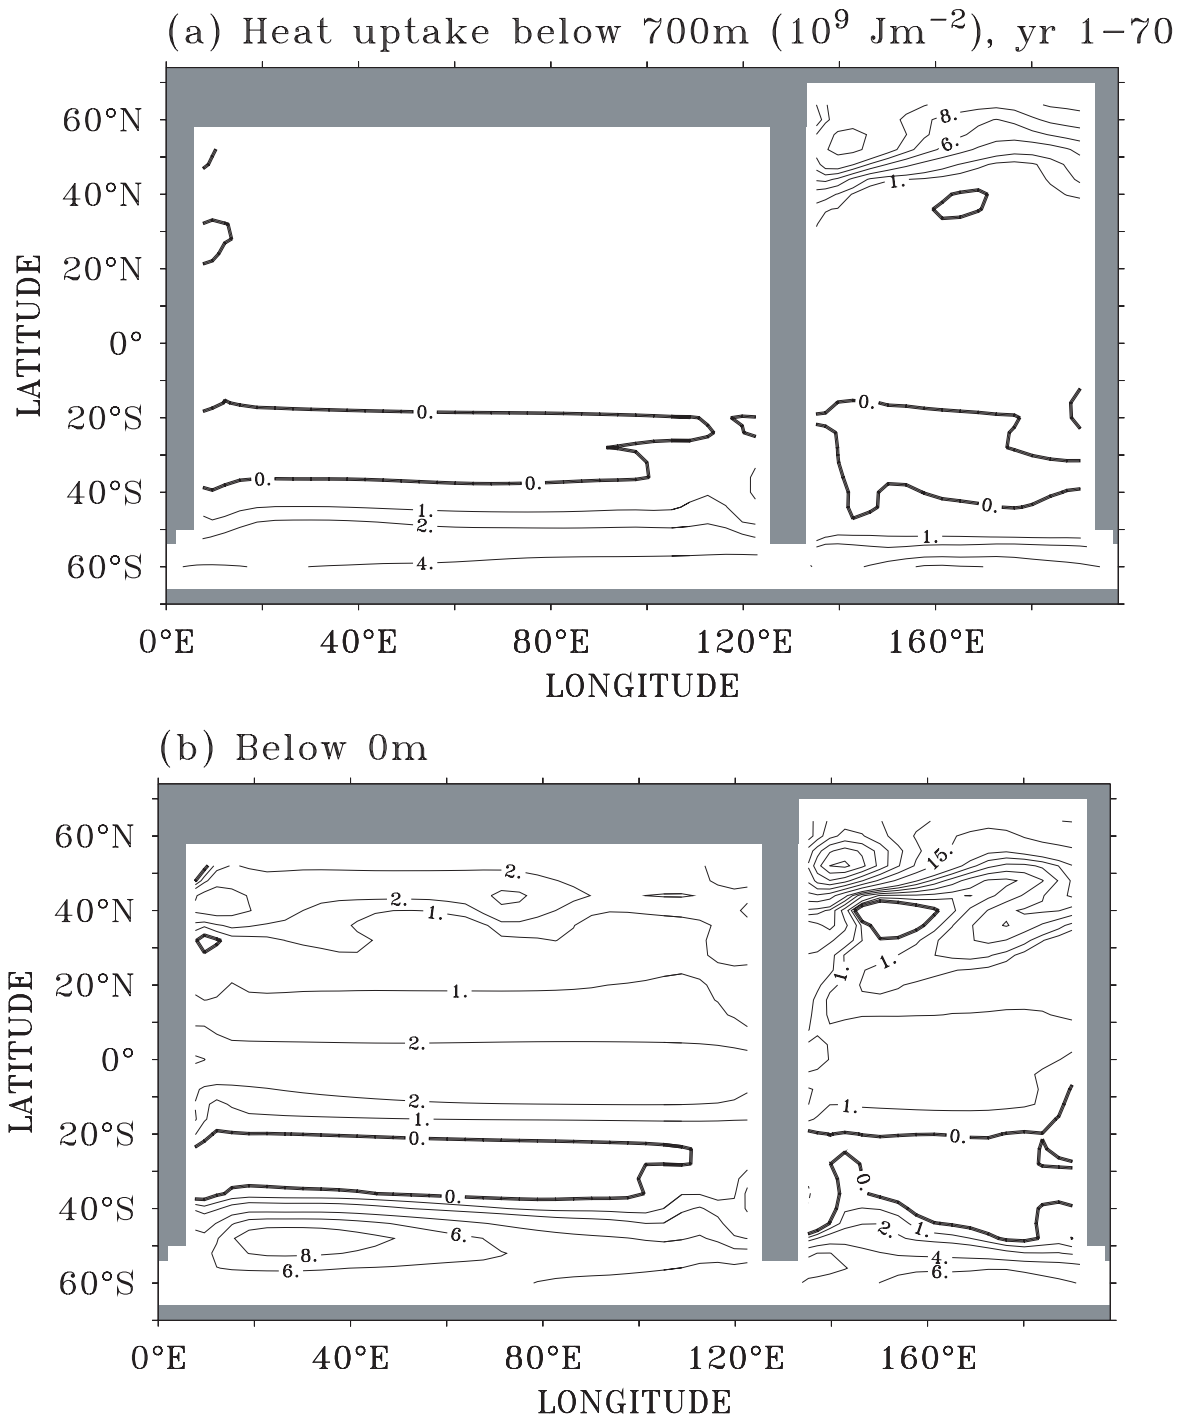 (a) Heat uptake below 700m (10⁹ Jm⁻²), yr 1−70
60°N
8.
6.
1.
40°N
20°N
0°
0.
0.
20°S
0.
0.
40°S
0.
1.
2.
1.
4.
60°S
LATITUDE
0°E 40°E 80°E 120°E 160°E
LONGITUDE
(b) Below 0m
60°N
15.
2.
2.
1.
40°N
1.
1.
20°N
1.
2.
0°
2.
1.
1.
0.
0.
20°S
0.
0.
40°S
2.
1.
6.
8.
4.
6.
6.
60°S
LATITUDE
0°E 40°E 80°E 120°E 160°E
LONGITUDE